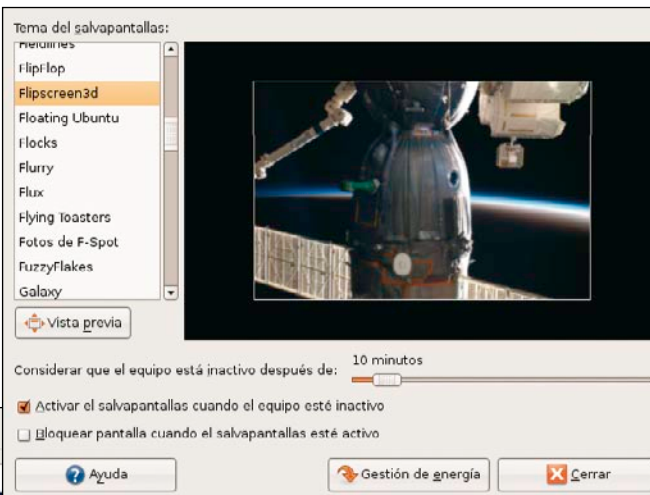 Tema del salvapantallas:
Fieldlines
FlipFlop
Flipscreen3d
Floating Ubuntu
Flocks
Flurry
Flux
Flying Toasters
Fotos de F-Spot
FuzzyFlakes
Galaxy
Vista previa
Considerar que el equipo está inactivo después de:
10 minutos
Activar el salvapantallas cuando el equipo esté inactivo
Bloquear pantalla cuando el salvapantallas esté activo
Ayuda
Gestión de energía
Cerrar